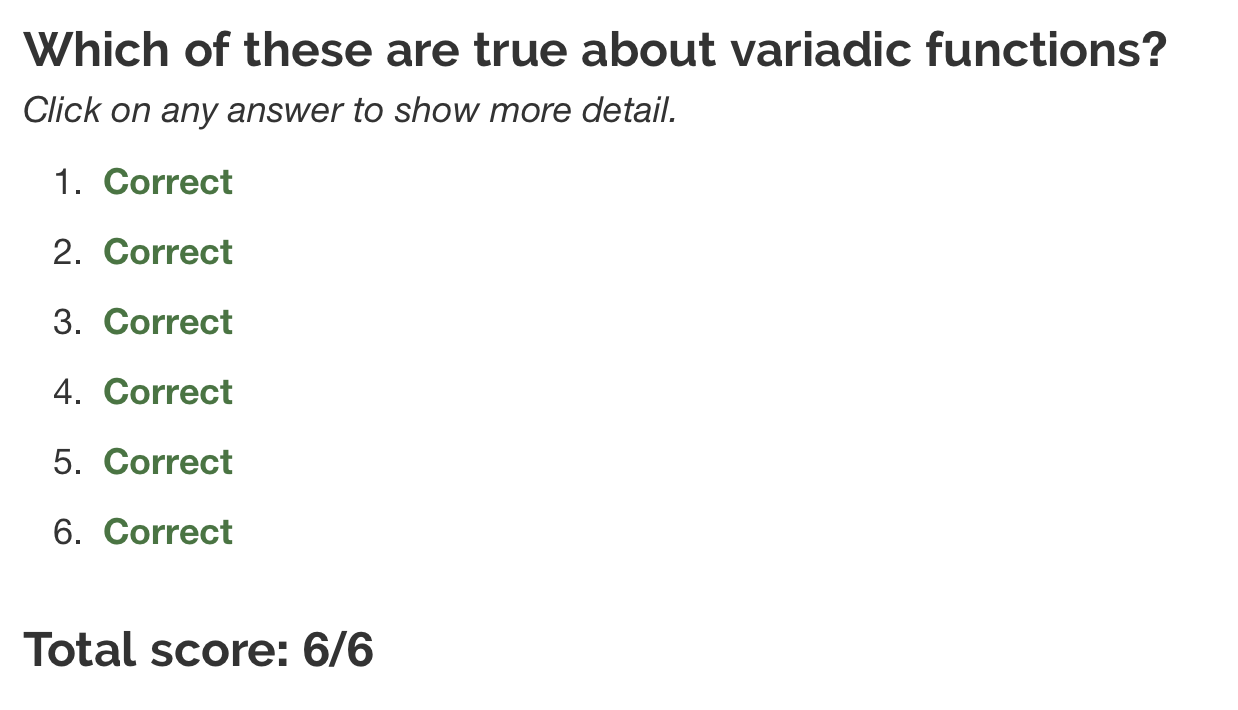 Which of these are true about variadic functions?
Click on any answer to show more detail.
1. Correct
2. Correct
3. Correct
4. Correct
5. Correct
6. Correct
Total score: 6/6